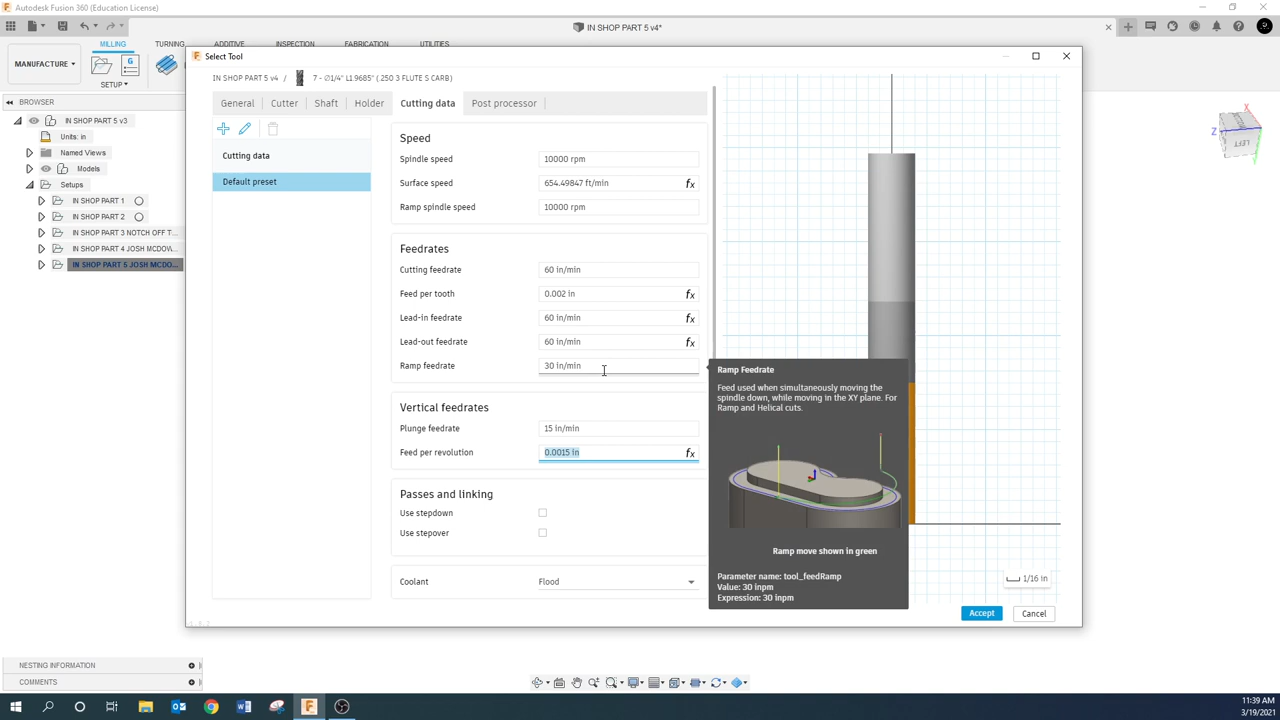 Autodesk Fusion 360 (Education License)
IN SHOP PART 5 v4*
MILLING TURNING ADDITIVE INSPECTION FABRICATION UTILITIES
MANUFACTURE
SETUP
Select Tool
IN SHOP PART 5 v4 / 7 - Ø1/4" L1.9685" (.250 3 FLUTE S CARB)
General Cutter Shaft Holder Cutting data Post processor
BROWSER
IN SHOP PART 5 v3
Units: in
Named Views
Models
Setups
IN SHOP PART 1
IN SHOP PART 2
IN SHOP PART 3 NOTCH OFF T...
IN SHOP PART 4 JOSH MCDOW...
IN SHOP PART 5 JOSH MCDO...
Cutting data
Default preset
Speed
Spindle speed 10000 rpm
Surface speed 654.49847 ft/min fx
Ramp spindle speed 10000 rpm
Feedrates
Cutting feedrate 60 in/min
Feed per tooth 0.002 in fx
Lead-in feedrate 60 in/min fx
Lead-out feedrate 60 in/min fx
Ramp feedrate 30 in/min
Vertical feedrates
Plunge feedrate 15 in/min
Feed per revolution 0.0015 in fx
Passes and linking
Use stepdown
Use stepover
Coolant Flood
Ramp Feedrate
Feed used when simultaneously moving the
spindle down, while moving in the XY plane. For
Ramp and Helical cuts.
Ramp move shown in green
Parameter name: tool_feedRamp
Value: 30 inpm
Expression: 30 inpm
1/16 in
Accept Cancel
X
Z
LEFT
NESTING INFORMATION
COMMENTS
11:39 AM
3/19/2021